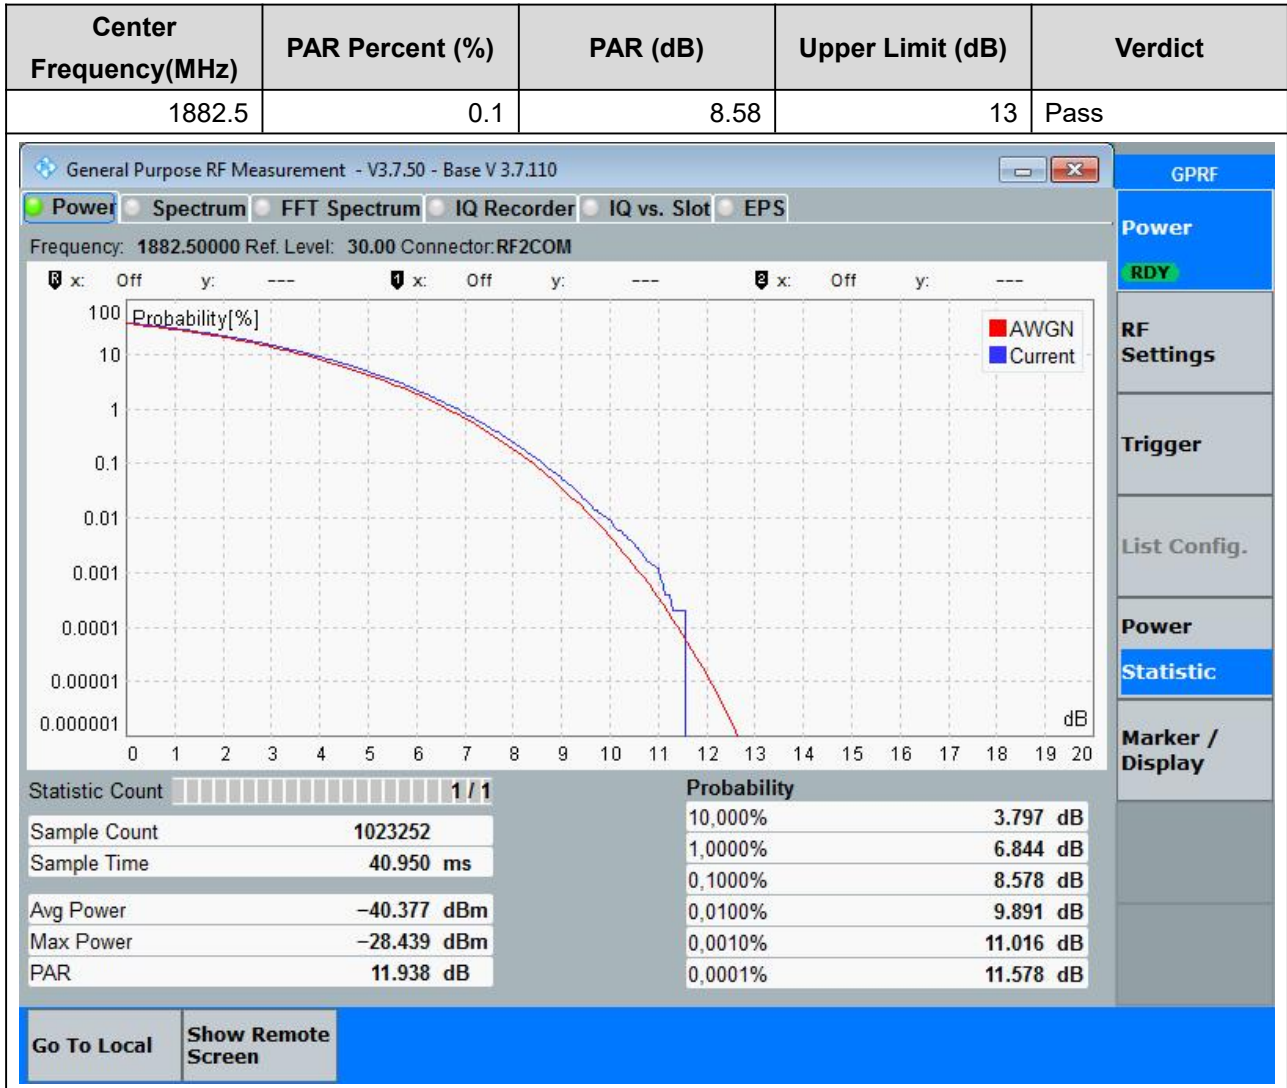 Center Frequency(MHz) PAR Percent (%) PAR (dB) Upper Limit (dB) Verdict
1882.5 0.1 8.58 13 Pass
General Purpose RF Measurement - V3.7.50 - Base V 3.7.110
GPRF
Power Spectrum FFT Spectrum IQ Recorder IQ vs. Slot EPS
Frequency: 1882.50000 Ref. Level: 30.00 Connector:RF2COM
Power
RDY
R x: Off y: --- 1 x: Off y: --- 2 x: Off y: ---
Probability[%]
AWGN
Current
100
10
1
0.1
0.01
0.001
0.0001
0.00001
0.000001
dB
0 1 2 3 4 5 6 7 8 9 10 11 12 13 14 15 16 17 18 19 20
RF Settings
Trigger
List Config.
Power
Statistic
Marker / Display
Statistic Count 1 / 1
Sample Count 1023252
Sample Time 40.950 ms
Avg Power −40.377 dBm
Max Power −28.439 dBm
PAR 11.938 dB
Probability
10,000% 3.797 dB
1,0000% 6.844 dB
0,1000% 8.578 dB
0,0100% 9.891 dB
0,0010% 11.016 dB
0,0001% 11.578 dB
Go To Local
Show Remote Screen